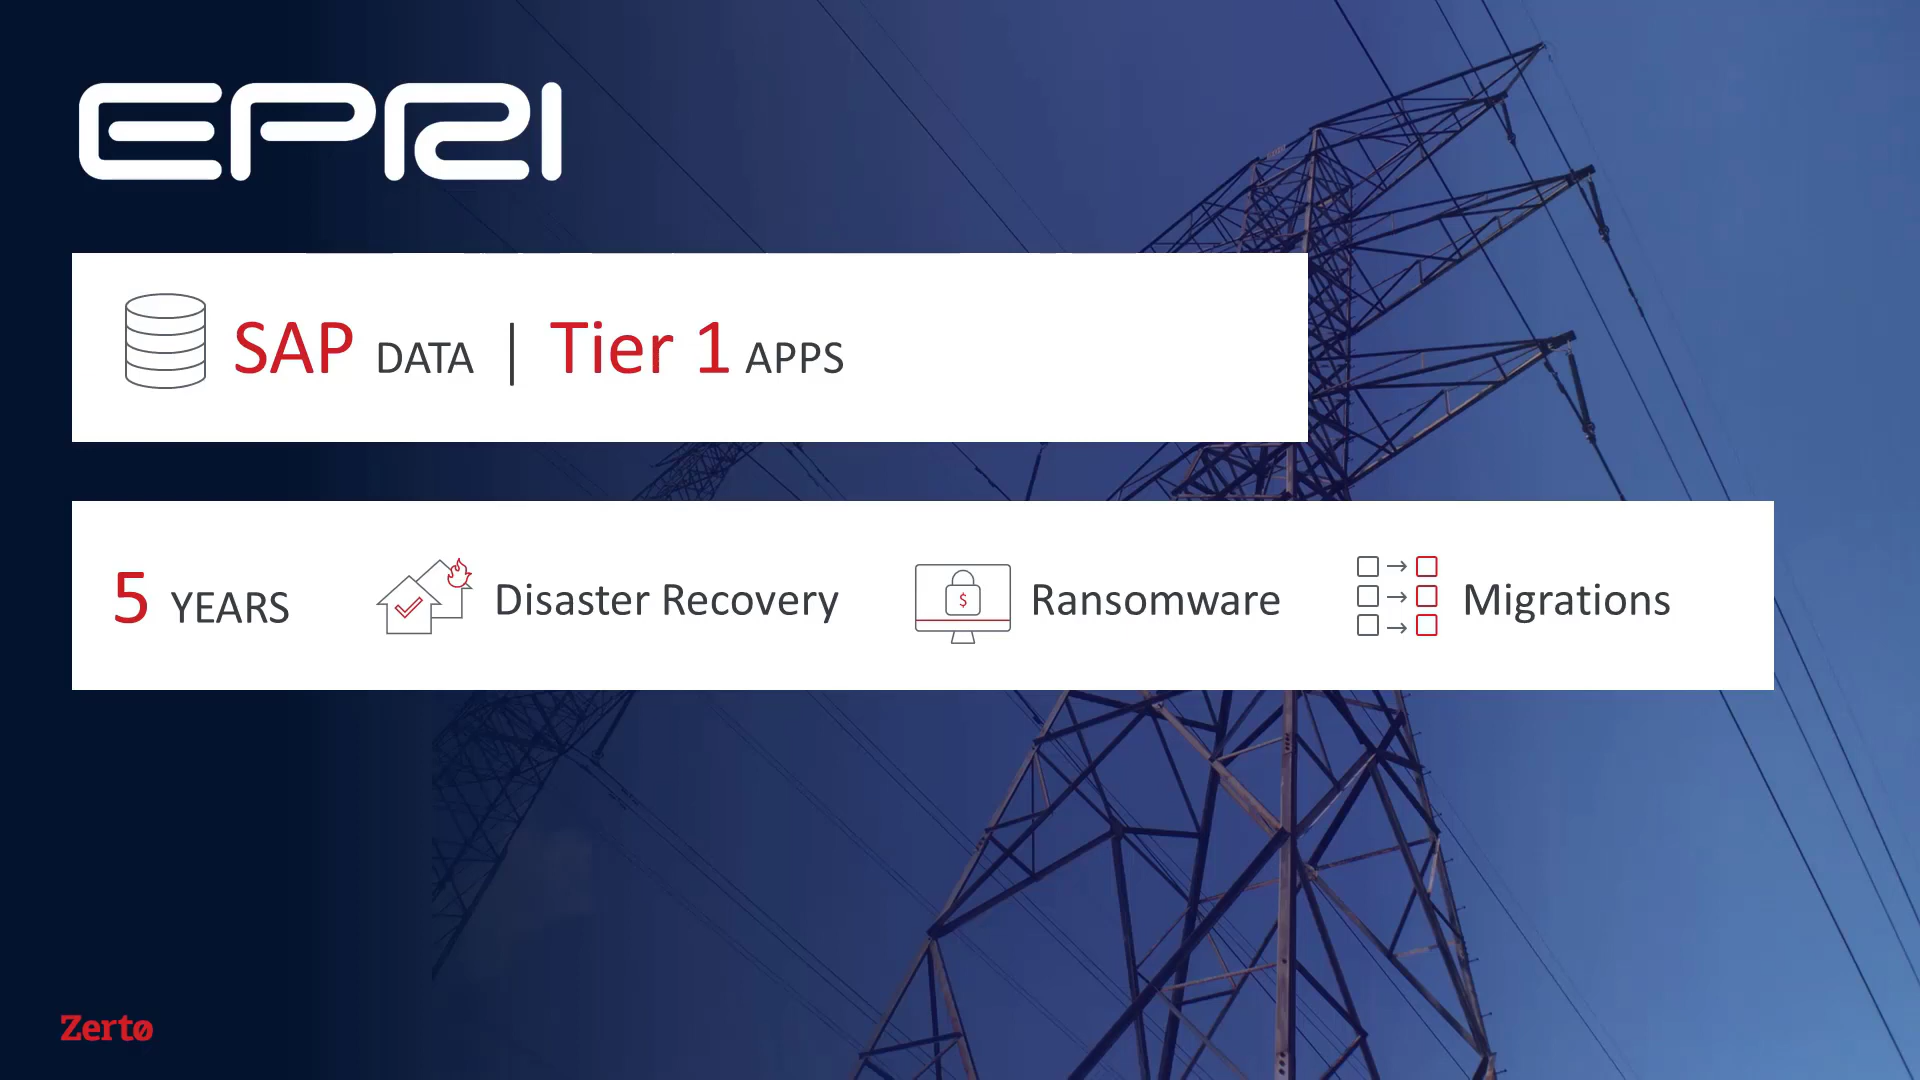 EPRI
SAP DATA | Tier 1 APPS
5 YEARS Disaster Recovery $ Ransomware Migrations
Zerto